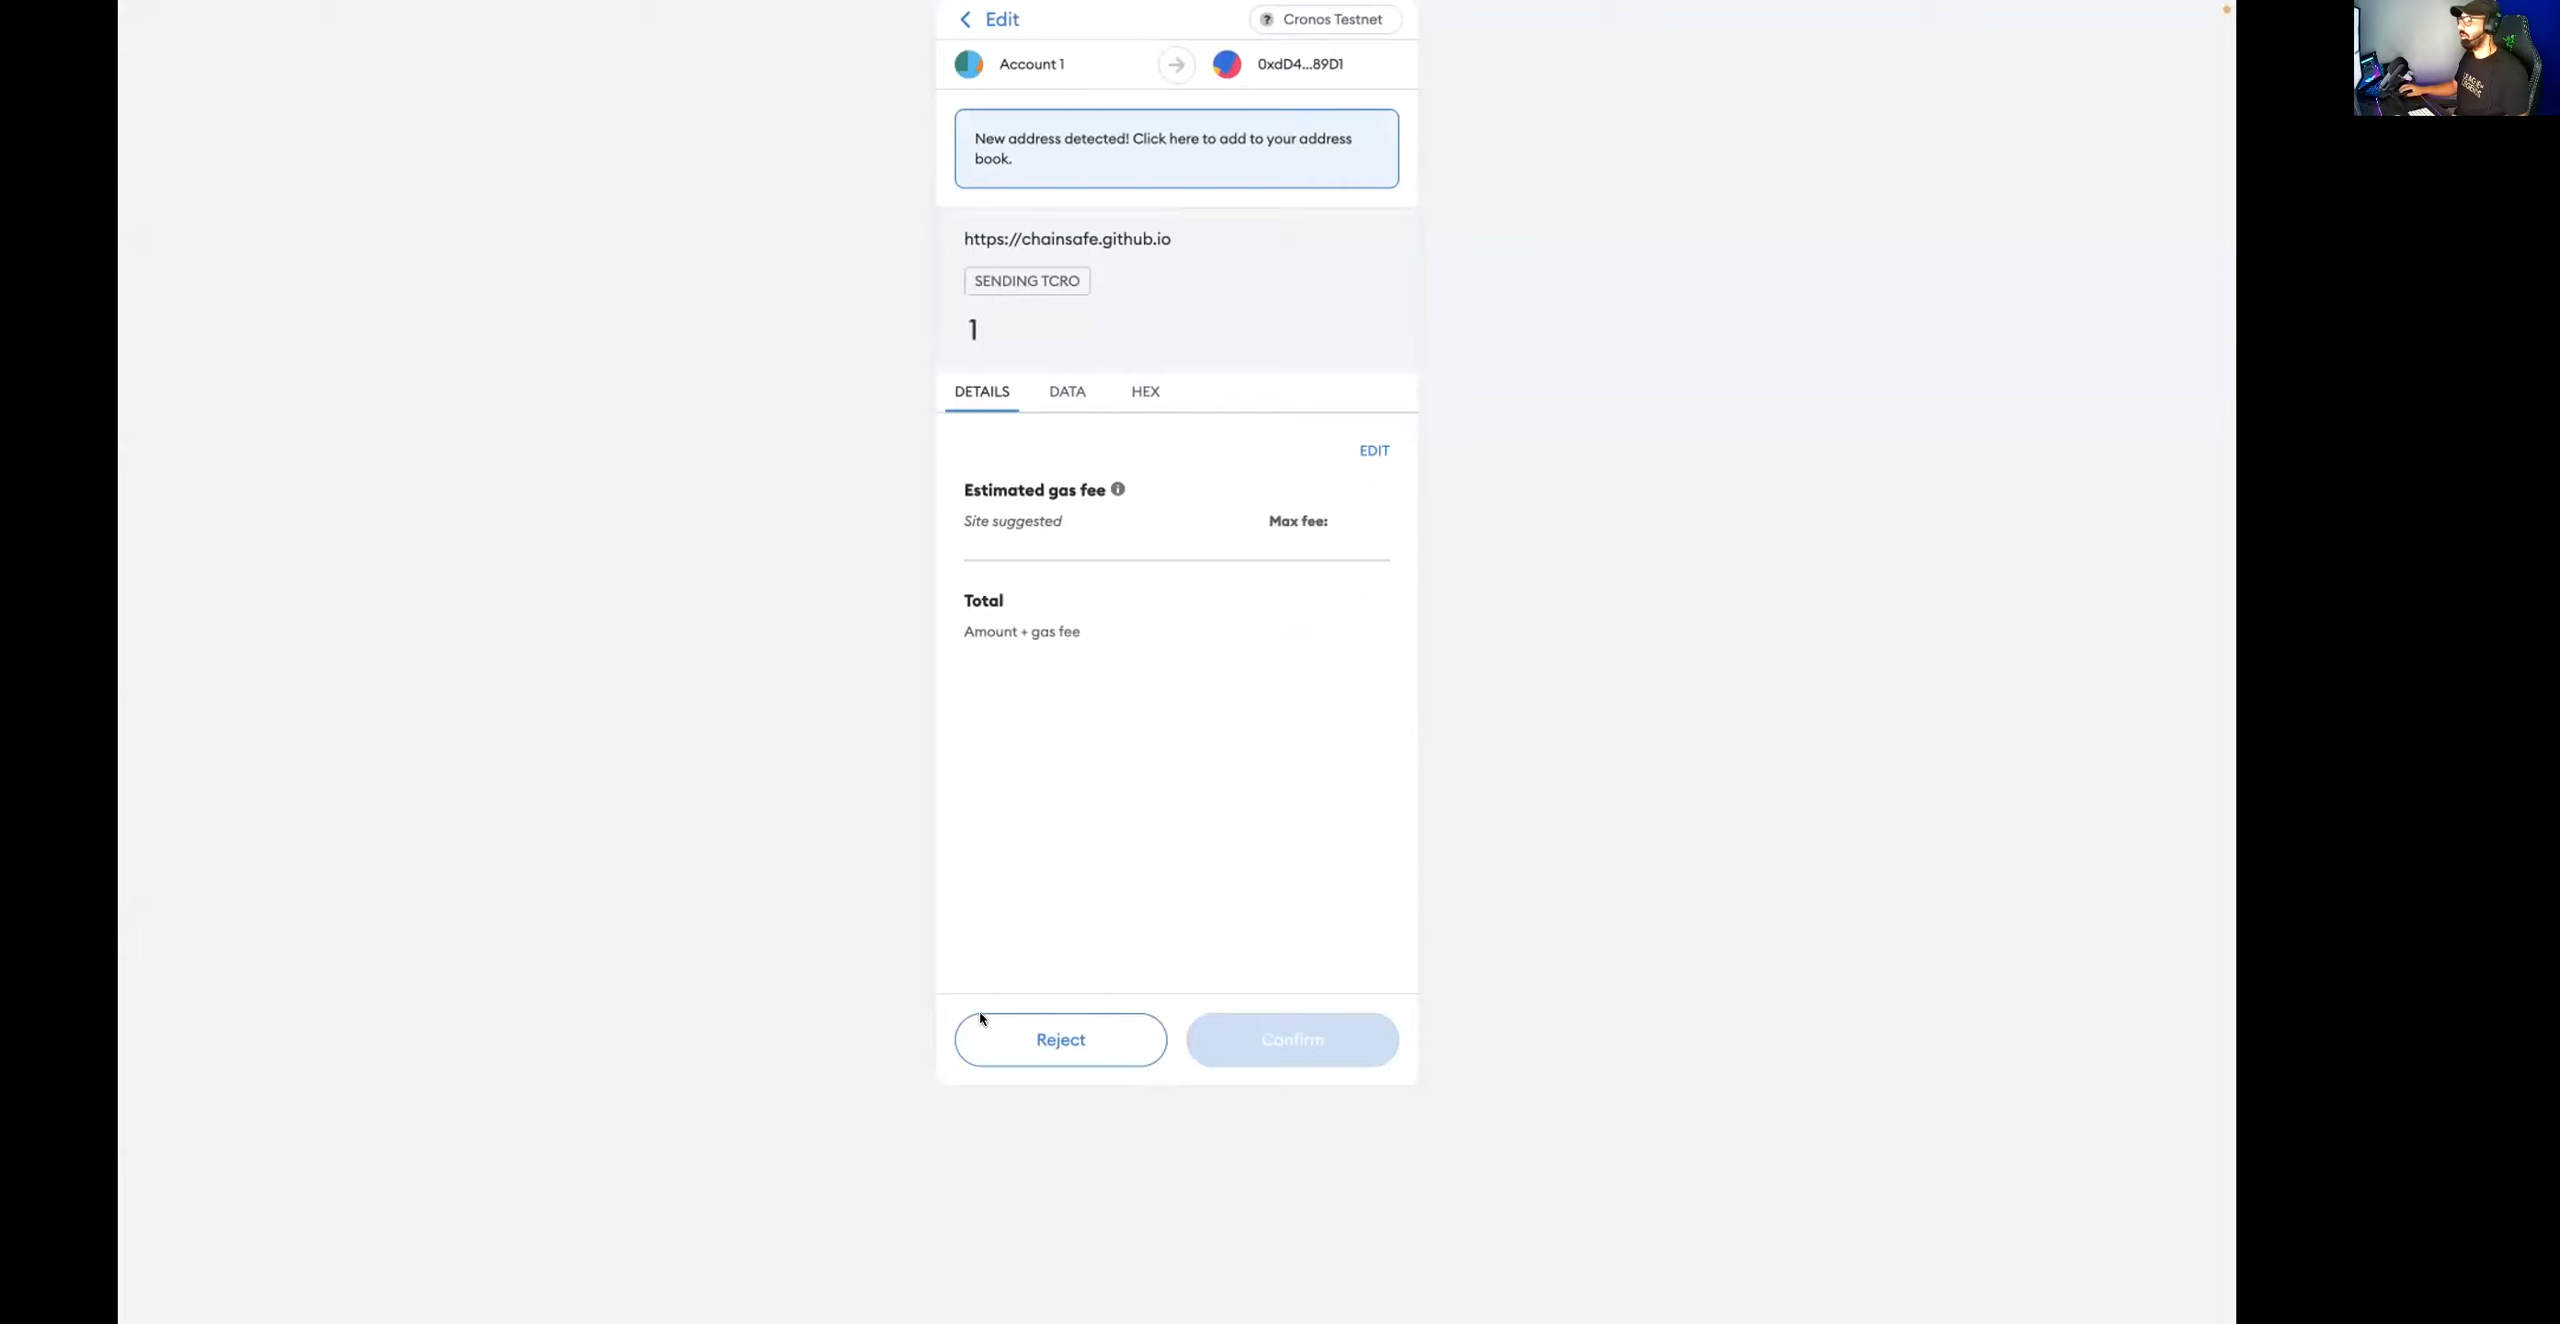 Edit
Cronos Testnet
Account 1
0xdD4...89D1
New address detected! Click here to add to your address
book.
https://chainsafe.github.io
SENDING TCRO
1
DETAILS
DATA
HEX
EDIT
Estimated gas fee
Site suggested
Max fee:
Total
Amount + gas fee
Reject
Confirm